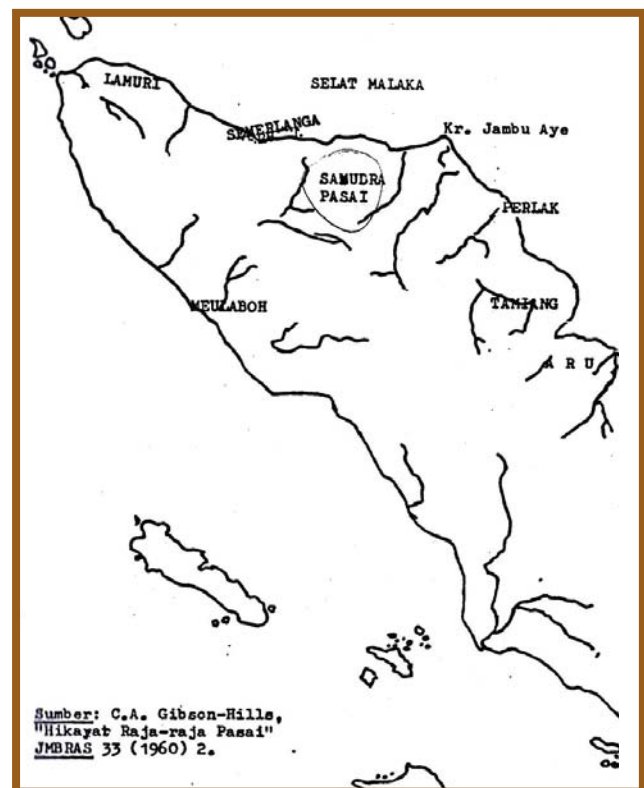 LAMURI
SELAT MALAKA
SEMERLANGA
Kr. Jambu Aye
SAMUDRA
PASAI
PERLAK
MEULABOH
TAMIANG
A R U
Sumber: C.A. Gibson-Hills,
"Hikayat Raja-raja Pasai"
JMBRAS 33 (1960) 2.